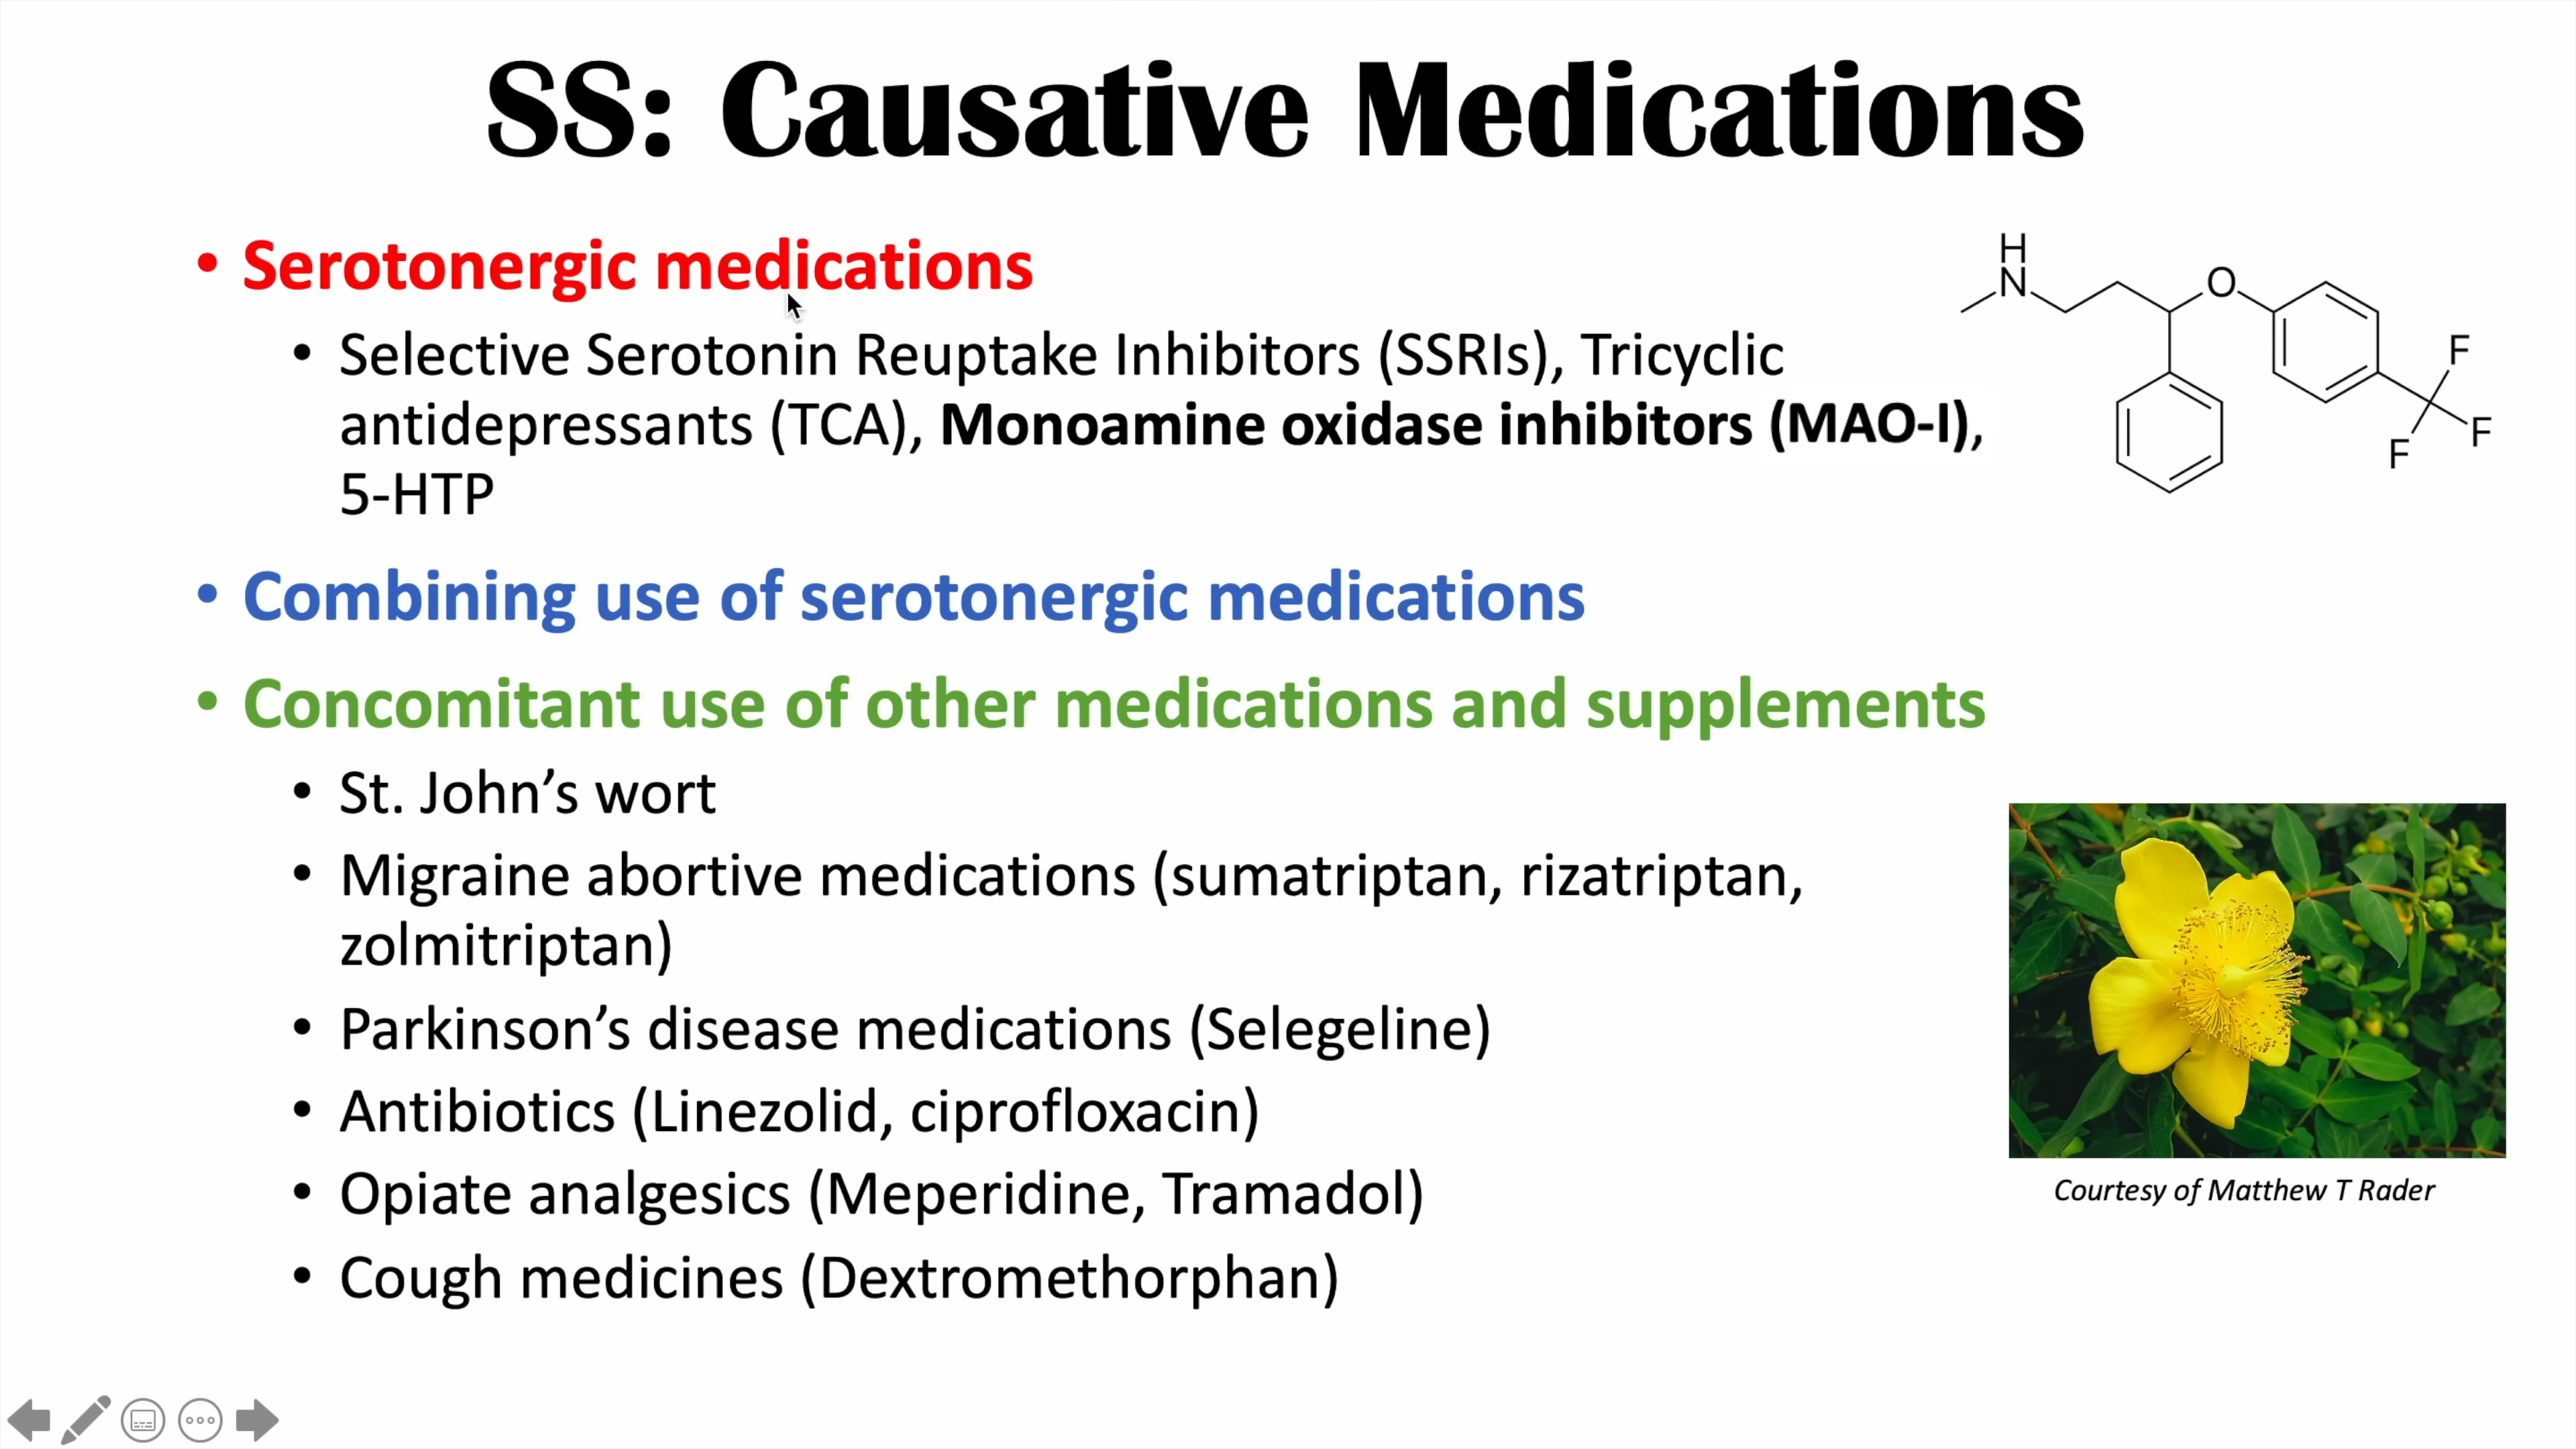 SS: Causative Medications
• Serotonergic medications
• Selective Serotonin Reuptake Inhibitors (SSRIs), Tricyclic
antidepressants (TCA), Monoamine oxidase inhibitors (MAO-I),
5-HTP
• Combining use of serotonergic medications
• Concomitant use of other medications and supplements
• St. John’s wort
• Migraine abortive medications (sumatriptan, rizatriptan,
zolmitriptan)
• Parkinson’s disease medications (Selegeline)
• Antibiotics (Linezolid, ciprofloxacin)
• Opiate analgesics (Meperidine, Tramadol)
• Cough medicines (Dextromethorphan)
H
N
O
F
F
F
Courtesy of Matthew T Rader